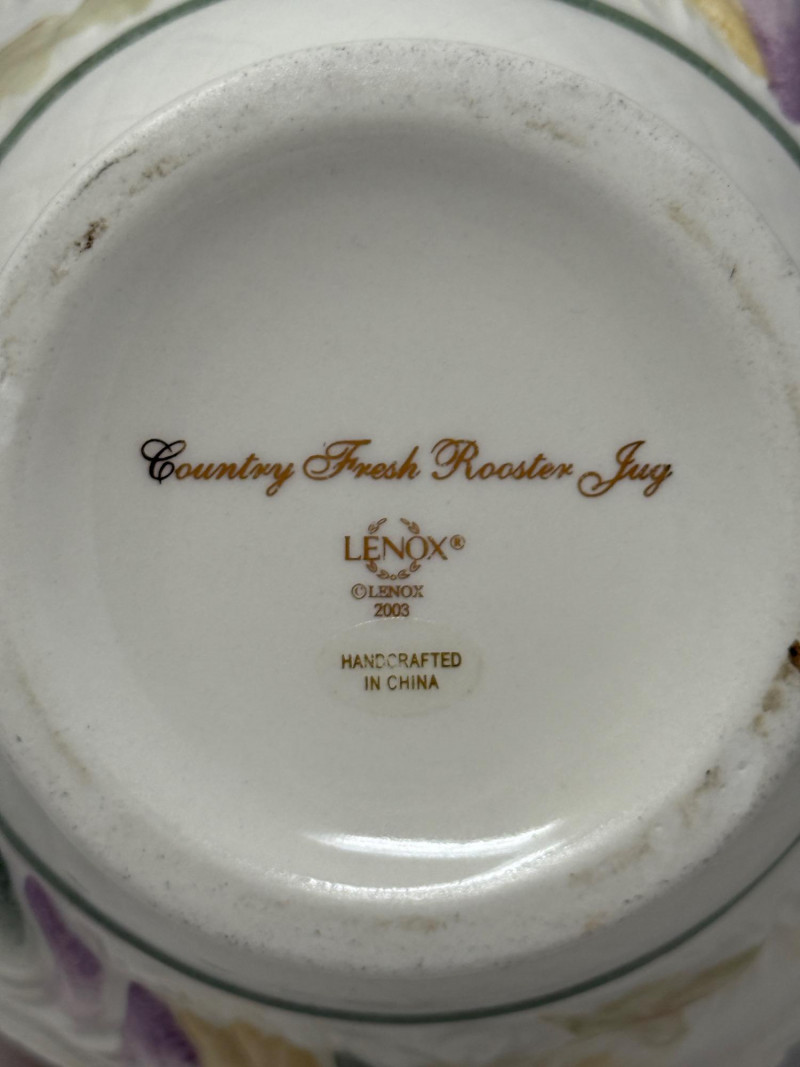 Country Fresh Rooster Jug
LENOX®
©LENOX
2003
HANDCRAFTED
IN CHINA